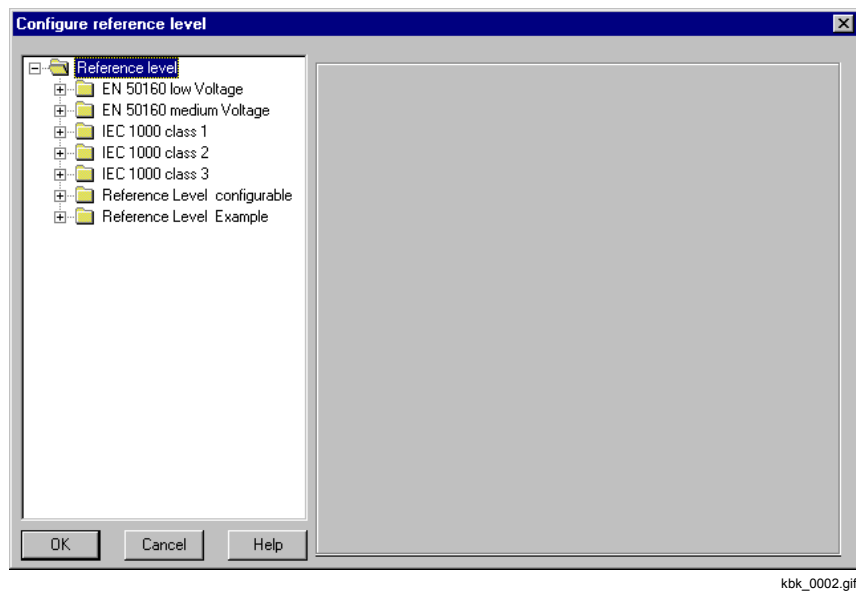 Configure reference level
Reference level
EN 50160 low Voltage
EN 50160 medium Voltage
IEC 1000 class 1
IEC 1000 class 2
IEC 1000 class 3
Reference Level  configurable
Reference Level  Example
OK
Cancel
Help
kbk_0002.gif